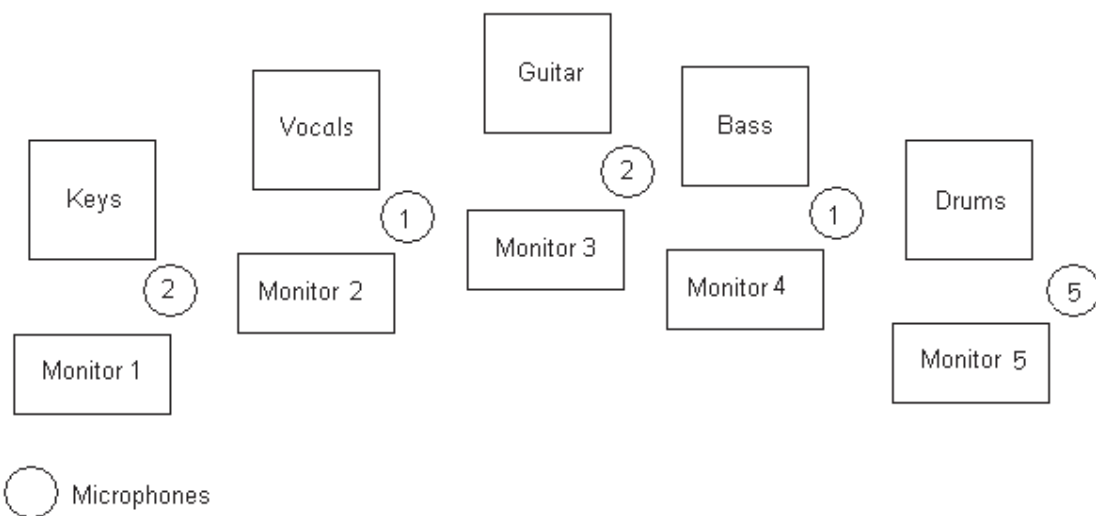 Guitar
Vocals
Bass
Keys
2
Drums
1
1
Monitor 3
2
Monitor 2
Monitor 4
5
Monitor 1
Monitor 5
Microphones